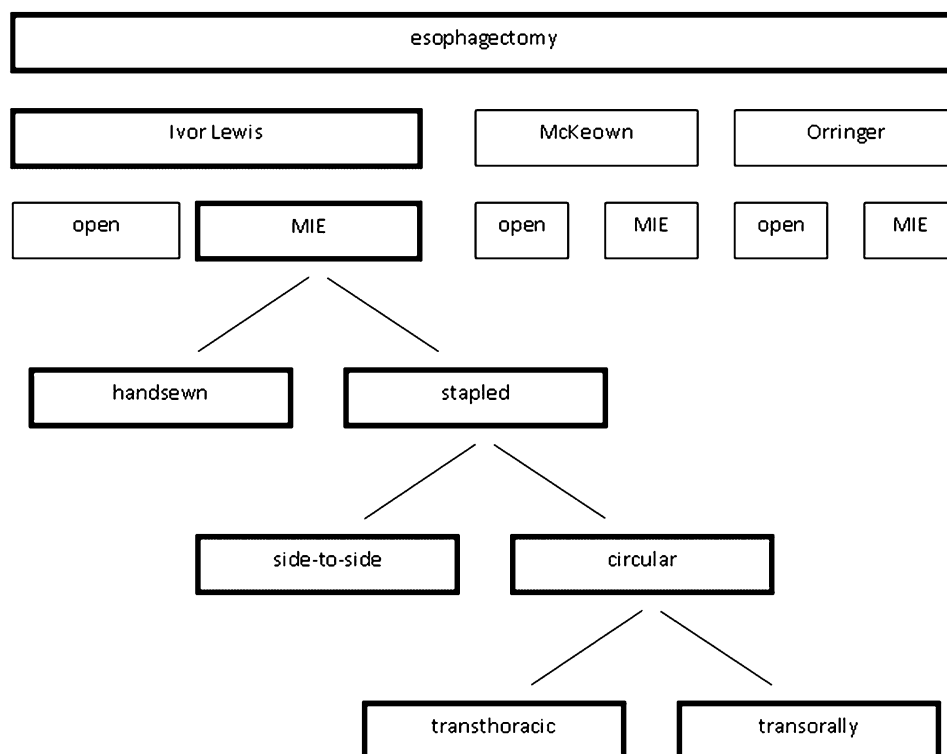 esophagectomy
Ivor Lewis McKeown Orringer
open MIE open MIE open MIE
handsewn stapled
side-to-side circular
transthoracic transorally